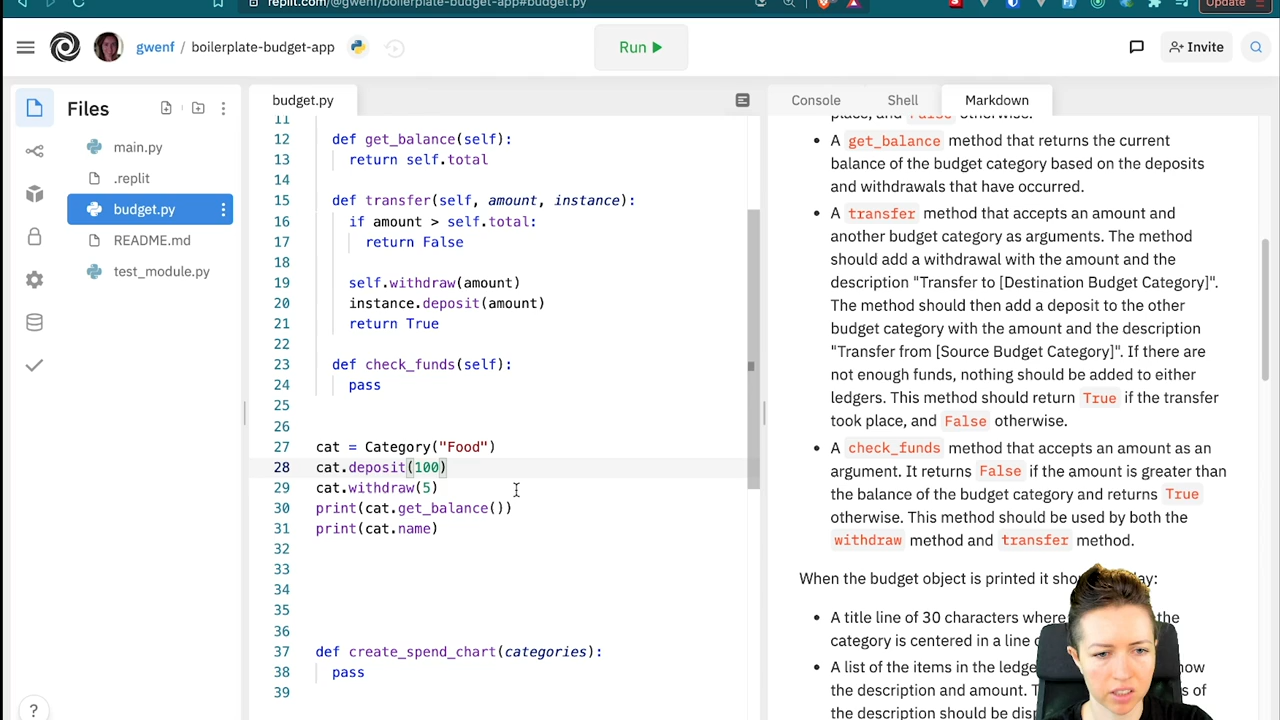 replit.com/@gwenf/boilerplate-budget-app#budget.py
Update
gwenf / boilerplate-budget-app
Run
Invite
Files
main.py
.replit
budget.py
README.md
test_module.py
?
budget.py
11
12 def get_balance(self):
13 return self.total
14
15 def transfer(self, amount, instance):
16 if amount > self.total:
17 return False
18
19 self.withdraw(amount)
20 instance.deposit(amount)
21 return True
22
23 def check_funds(self):
24 pass
25
26
27 cat = Category("Food")
28 cat.deposit(100)
29 cat.withdraw(5)
30 print(cat.get_balance())
31 print(cat.name)
32
33
34
35
36
37 def create_spend_chart(categories):
38 pass
39
Console
Shell
Markdown
place, and False otherwise.
• A get_balance method that returns the current
balance of the budget category based on the deposits
and withdrawals that have occurred.
• A transfer method that accepts an amount and
another budget category as arguments. The method
should add a withdrawal with the amount and the
description "Transfer to [Destination Budget Category]".
The method should then add a deposit to the other
budget category with the amount and the description
"Transfer from [Source Budget Category]". If there are
not enough funds, nothing should be added to either
ledgers. This method should return True if the transfer
took place, and False otherwise.
• A check_funds method that accepts an amount as an
argument. It returns False if the amount is greater than
the balance of the budget category and returns True
otherwise. This method should be used by both the
withdraw method and transfer method.
When the budget object is printed it sho lay:
• A title line of 30 characters where the
category is centered in a line
• A list of the items in the ledge how
the description and amount. s of
the description should be dis